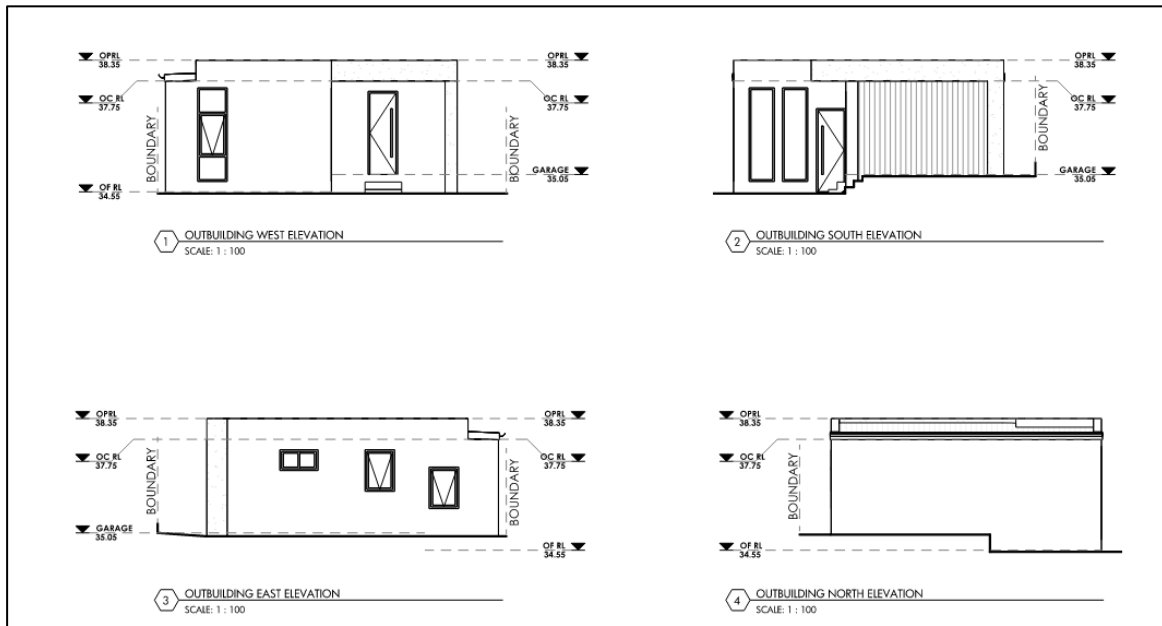 OPRL
38.35
OC RL
37.75
BOUNDARY
OF RL
34.55
OPRL
38.35
OC RL
37.75
BOUNDARY
GARAGE
35.05
1 OUTBUILDING WEST ELEVATION
SCALE: 1 : 100
OPRL
38.35
OC RL
37.75
BOUNDARY
GARAGE
35.05
2 OUTBUILDING SOUTH ELEVATION
SCALE: 1 : 100
OPRL
38.35
OC RL
37.75
BOUNDARY
GARAGE
35.05
OPRL
38.35
OC RL
37.75
BOUNDARY
OF RL
34.55
3 OUTBUILDING EAST ELEVATION
SCALE: 1 : 100
OPRL
38.35
OC RL
37.75
BOUNDARY
OF RL
34.55
4 OUTBUILDING NORTH ELEVATION
SCALE: 1 : 100